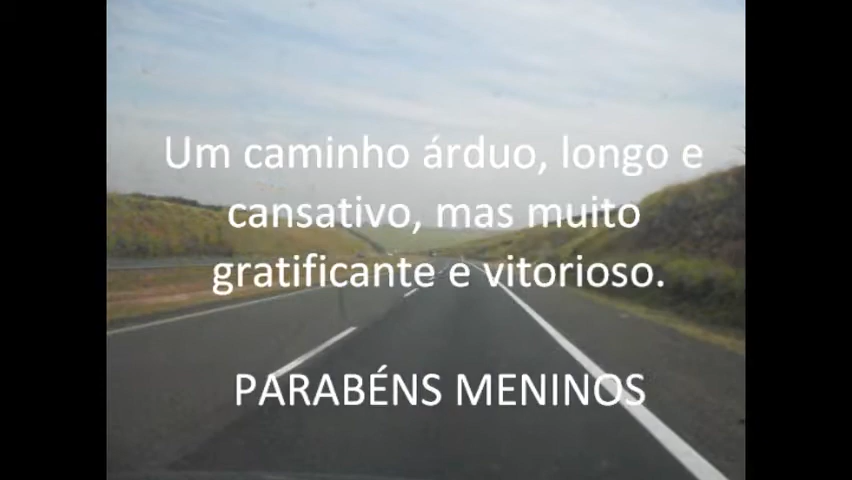 Um caminho árduo, longo e
cansativo, mas muito
gratificante e vitorioso.
PARABÉNS MENINOS